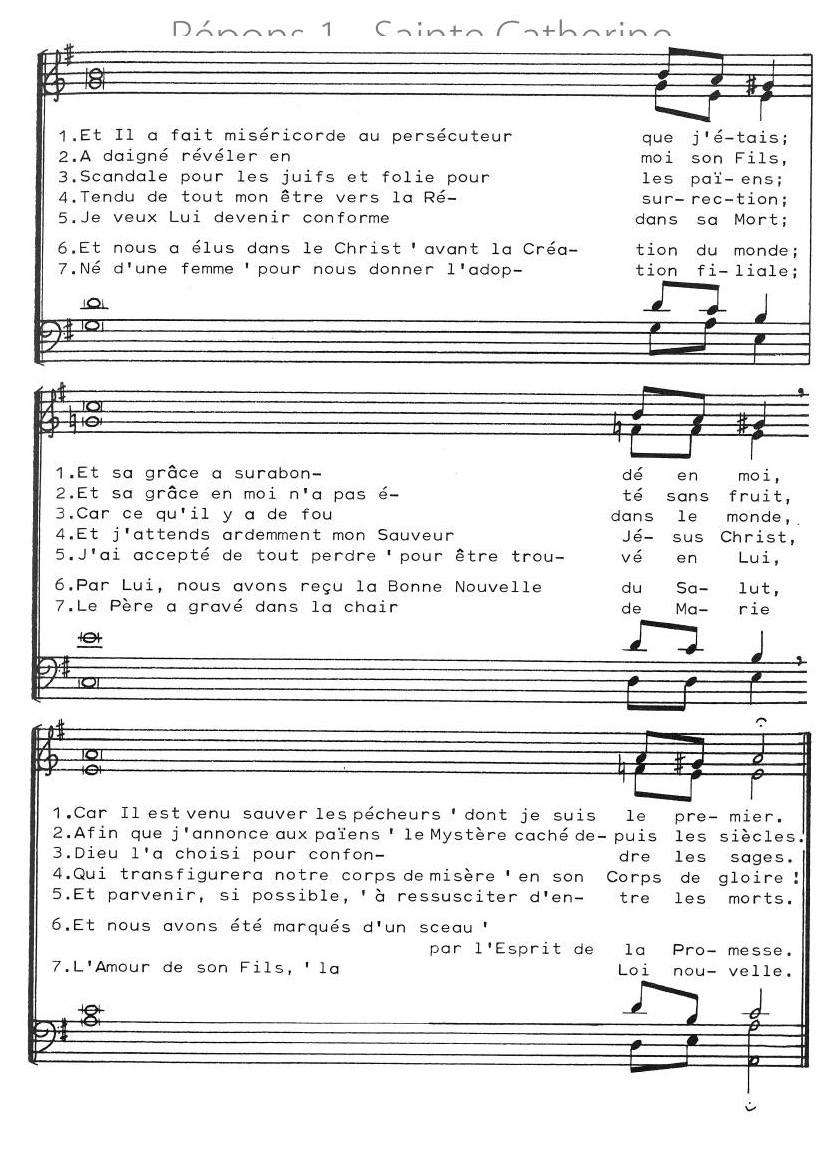 Répons 1 - Sainte Catherine
1.Et Il a fait miséricorde au persécuteur que j'é-tais;
2.A daigné révéler en moi son Fils,
3.Scandale pour les juifs et folie pour les paï-ens;
4.Tendu de tout mon être vers la Ré- sur-rec-tion;
5.Je veux Lui devenir conforme dans sa Mort;
6.Et nous a élus dans le Christ ' avant la Créa- tion du monde;
7.Né d'une femme ' pour nous donner l'adop- tion fi-liale;
1.Et sa grâce a surabon- dé en moi,
2.Et sa grâce en moi n'a pas é- té sans fruit,
3.Car ce qu'il y a de fou dans le monde,
4.Et j'attends ardemment mon Sauveur Jé- sus Christ,
5.J'ai accepté de tout perdre ' pour être trou- vé en Lui,
6.Par Lui, nous avons reçu la Bonne Nouvelle du Sa- lut,
7.Le Père a gravé dans la chair de Ma- rie
1.Car Il est venu sauver les pécheurs ' dont je suis le pre- mier.
2.Afin que j'annonce aux païens ' le Mystère caché de- puis les siècles.
3.Dieu l'a choisi pour confon- dre les sages.
4.Qui transfigurera notre corps de misère ' en son Corps de gloire !
5.Et parvenir, si possible, ' à ressusciter d'en- tre les morts.
6.Et nous avons été marqués d'un sceau '
par l'Esprit de la Pro- messe.
7.L'Amour de son Fils, ' la Loi nou- velle.